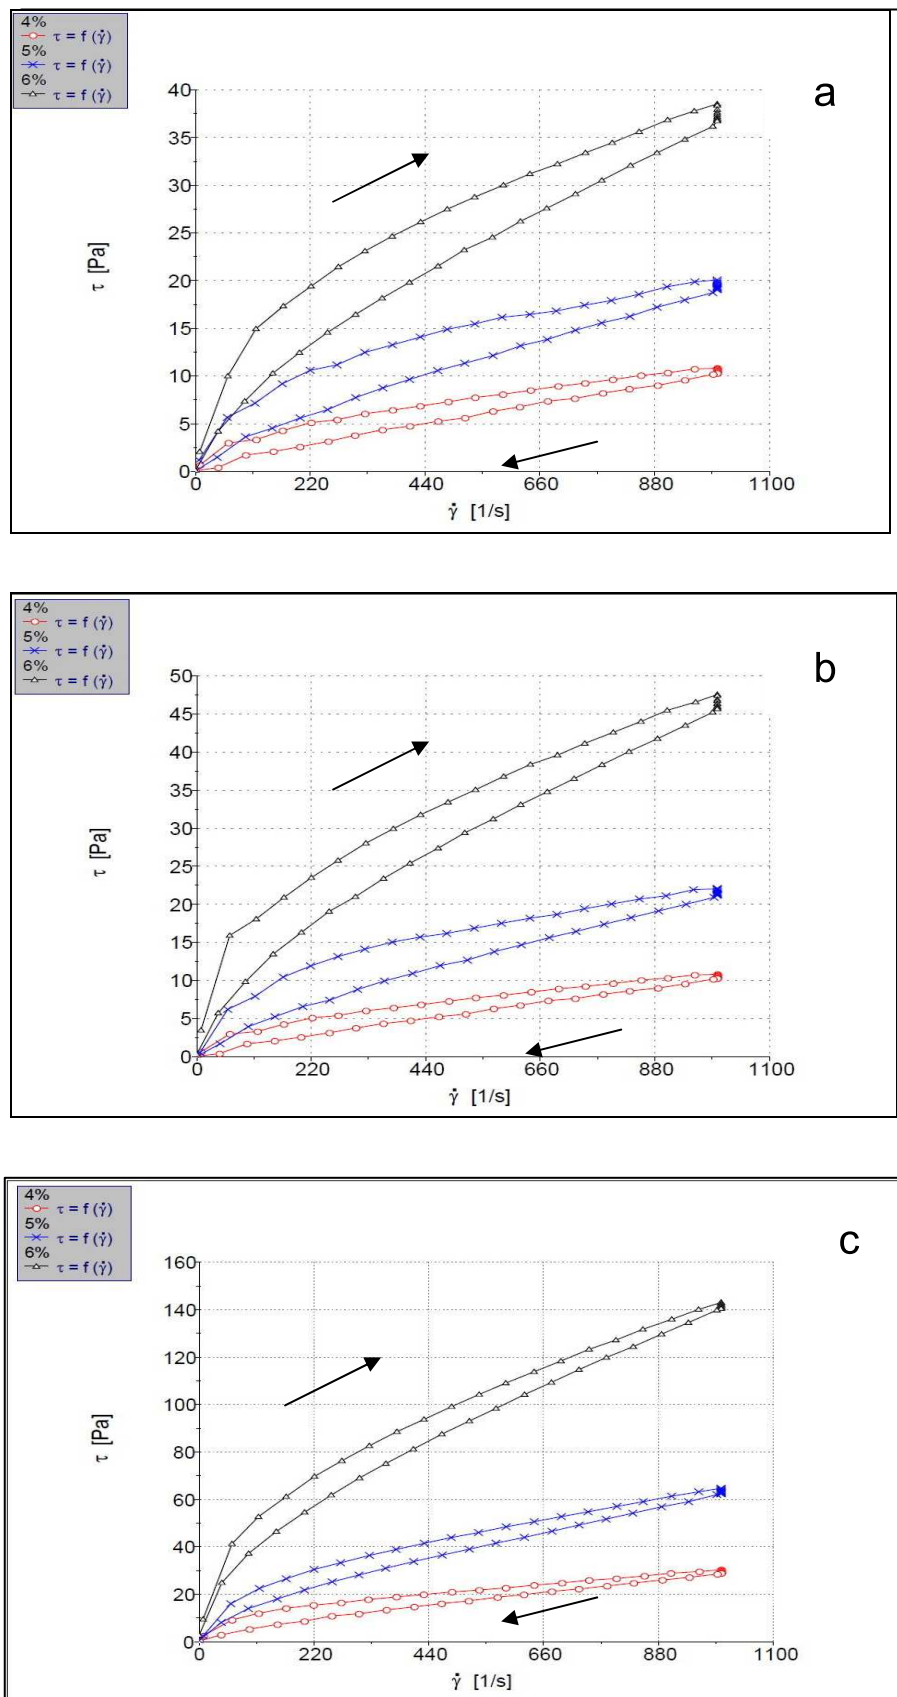 4%
τ = f (γ̇)
5%
τ = f (γ̇)
6%
τ = f (γ̇)
a
40
35
30
25
20
15
10
5
0
τ [Pa]
0 220 440 660 880 1100
γ̇ [1/s]
4%
τ = f (γ̇)
5%
τ = f (γ̇)
6%
τ = f (γ̇)
b
50
45
40
35
30
25
20
15
10
5
0
τ [Pa]
0 220 440 660 880 1100
γ̇ [1/s]
4%
τ = f (γ̇)
5%
τ = f (γ̇)
6%
τ = f (γ̇)
c
160
140
120
100
80
60
40
20
0
τ [Pa]
0 220 440 660 880 1100
γ̇ [1/s]